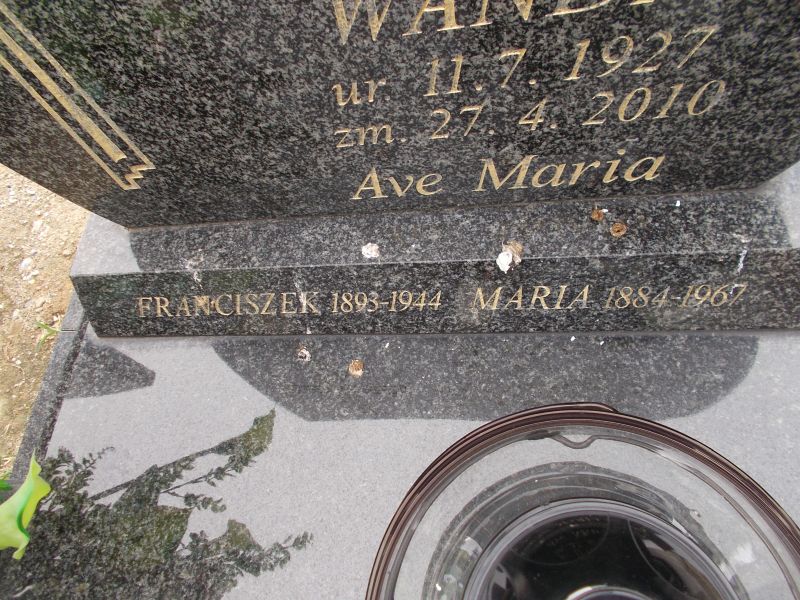 ur. 11. 7. 1927
zm. 27. 4. 2010
Ave Maria
FRANCISZEK 1893-1944 MARIA 1884-1967